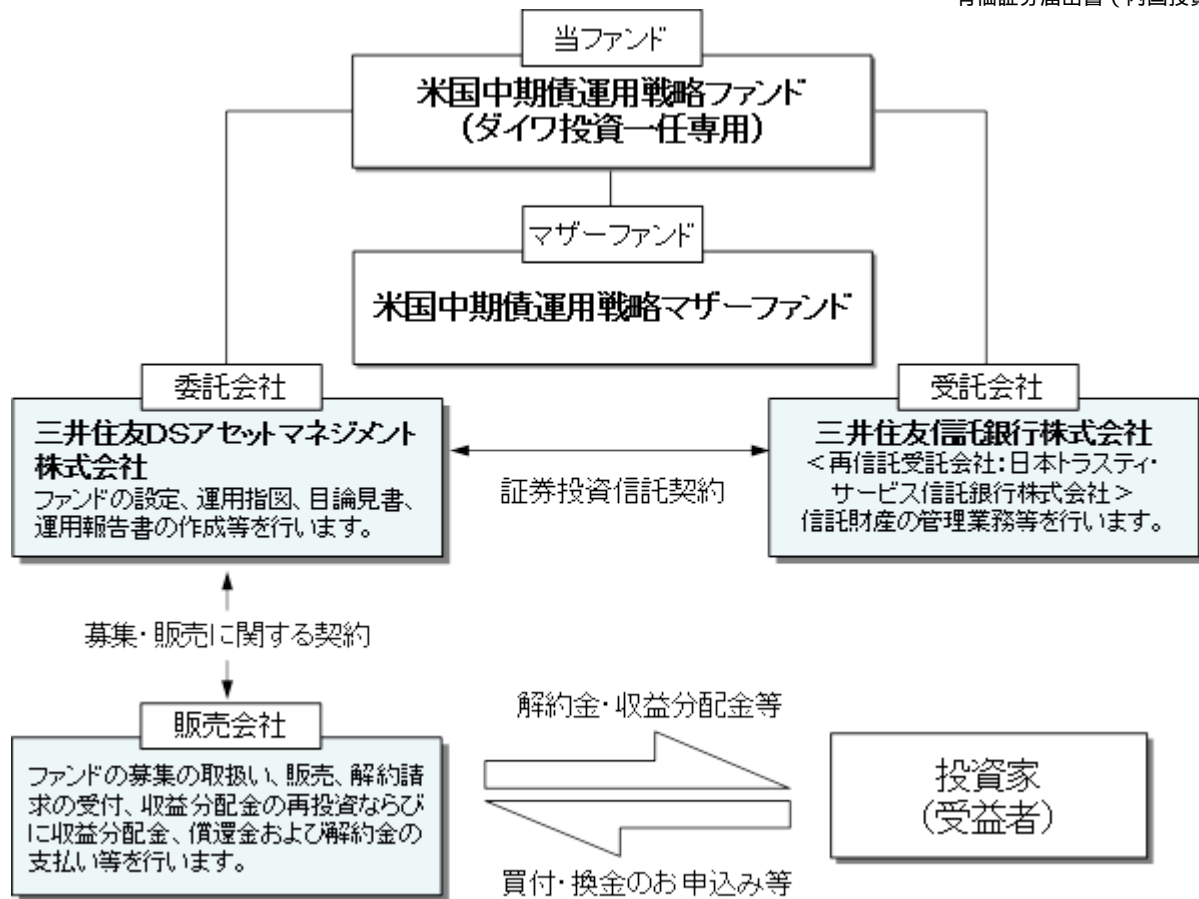 当ファンド
米国中期債運用戦略ファンド
(ダイワ投資一任専用)
マザーファンド
米国中期債運用戦略マザーファンド
委託会社
三井住友DSアセットマネジメント
株式会社
ファンドの設定、運用指図、目論見書、
運用報告書の作成等を行います。
証券投資信託契約
受託会社
三井住友信託銀行株式会社
<再信託受託会社:日本トラスティ・
サービス信託銀行株式会社>
信託財産の管理業務等を行います。
募集・販売に関する契約
販売会社
ファンドの募集の取扱い、販売、解約請
求の受付、収益分配金の再投資ならび
に収益分配金、償還金および解約金の
支払い等を行います。
解約金・収益分配金等
買付・換金のお申込み等
投資家
(受益者)